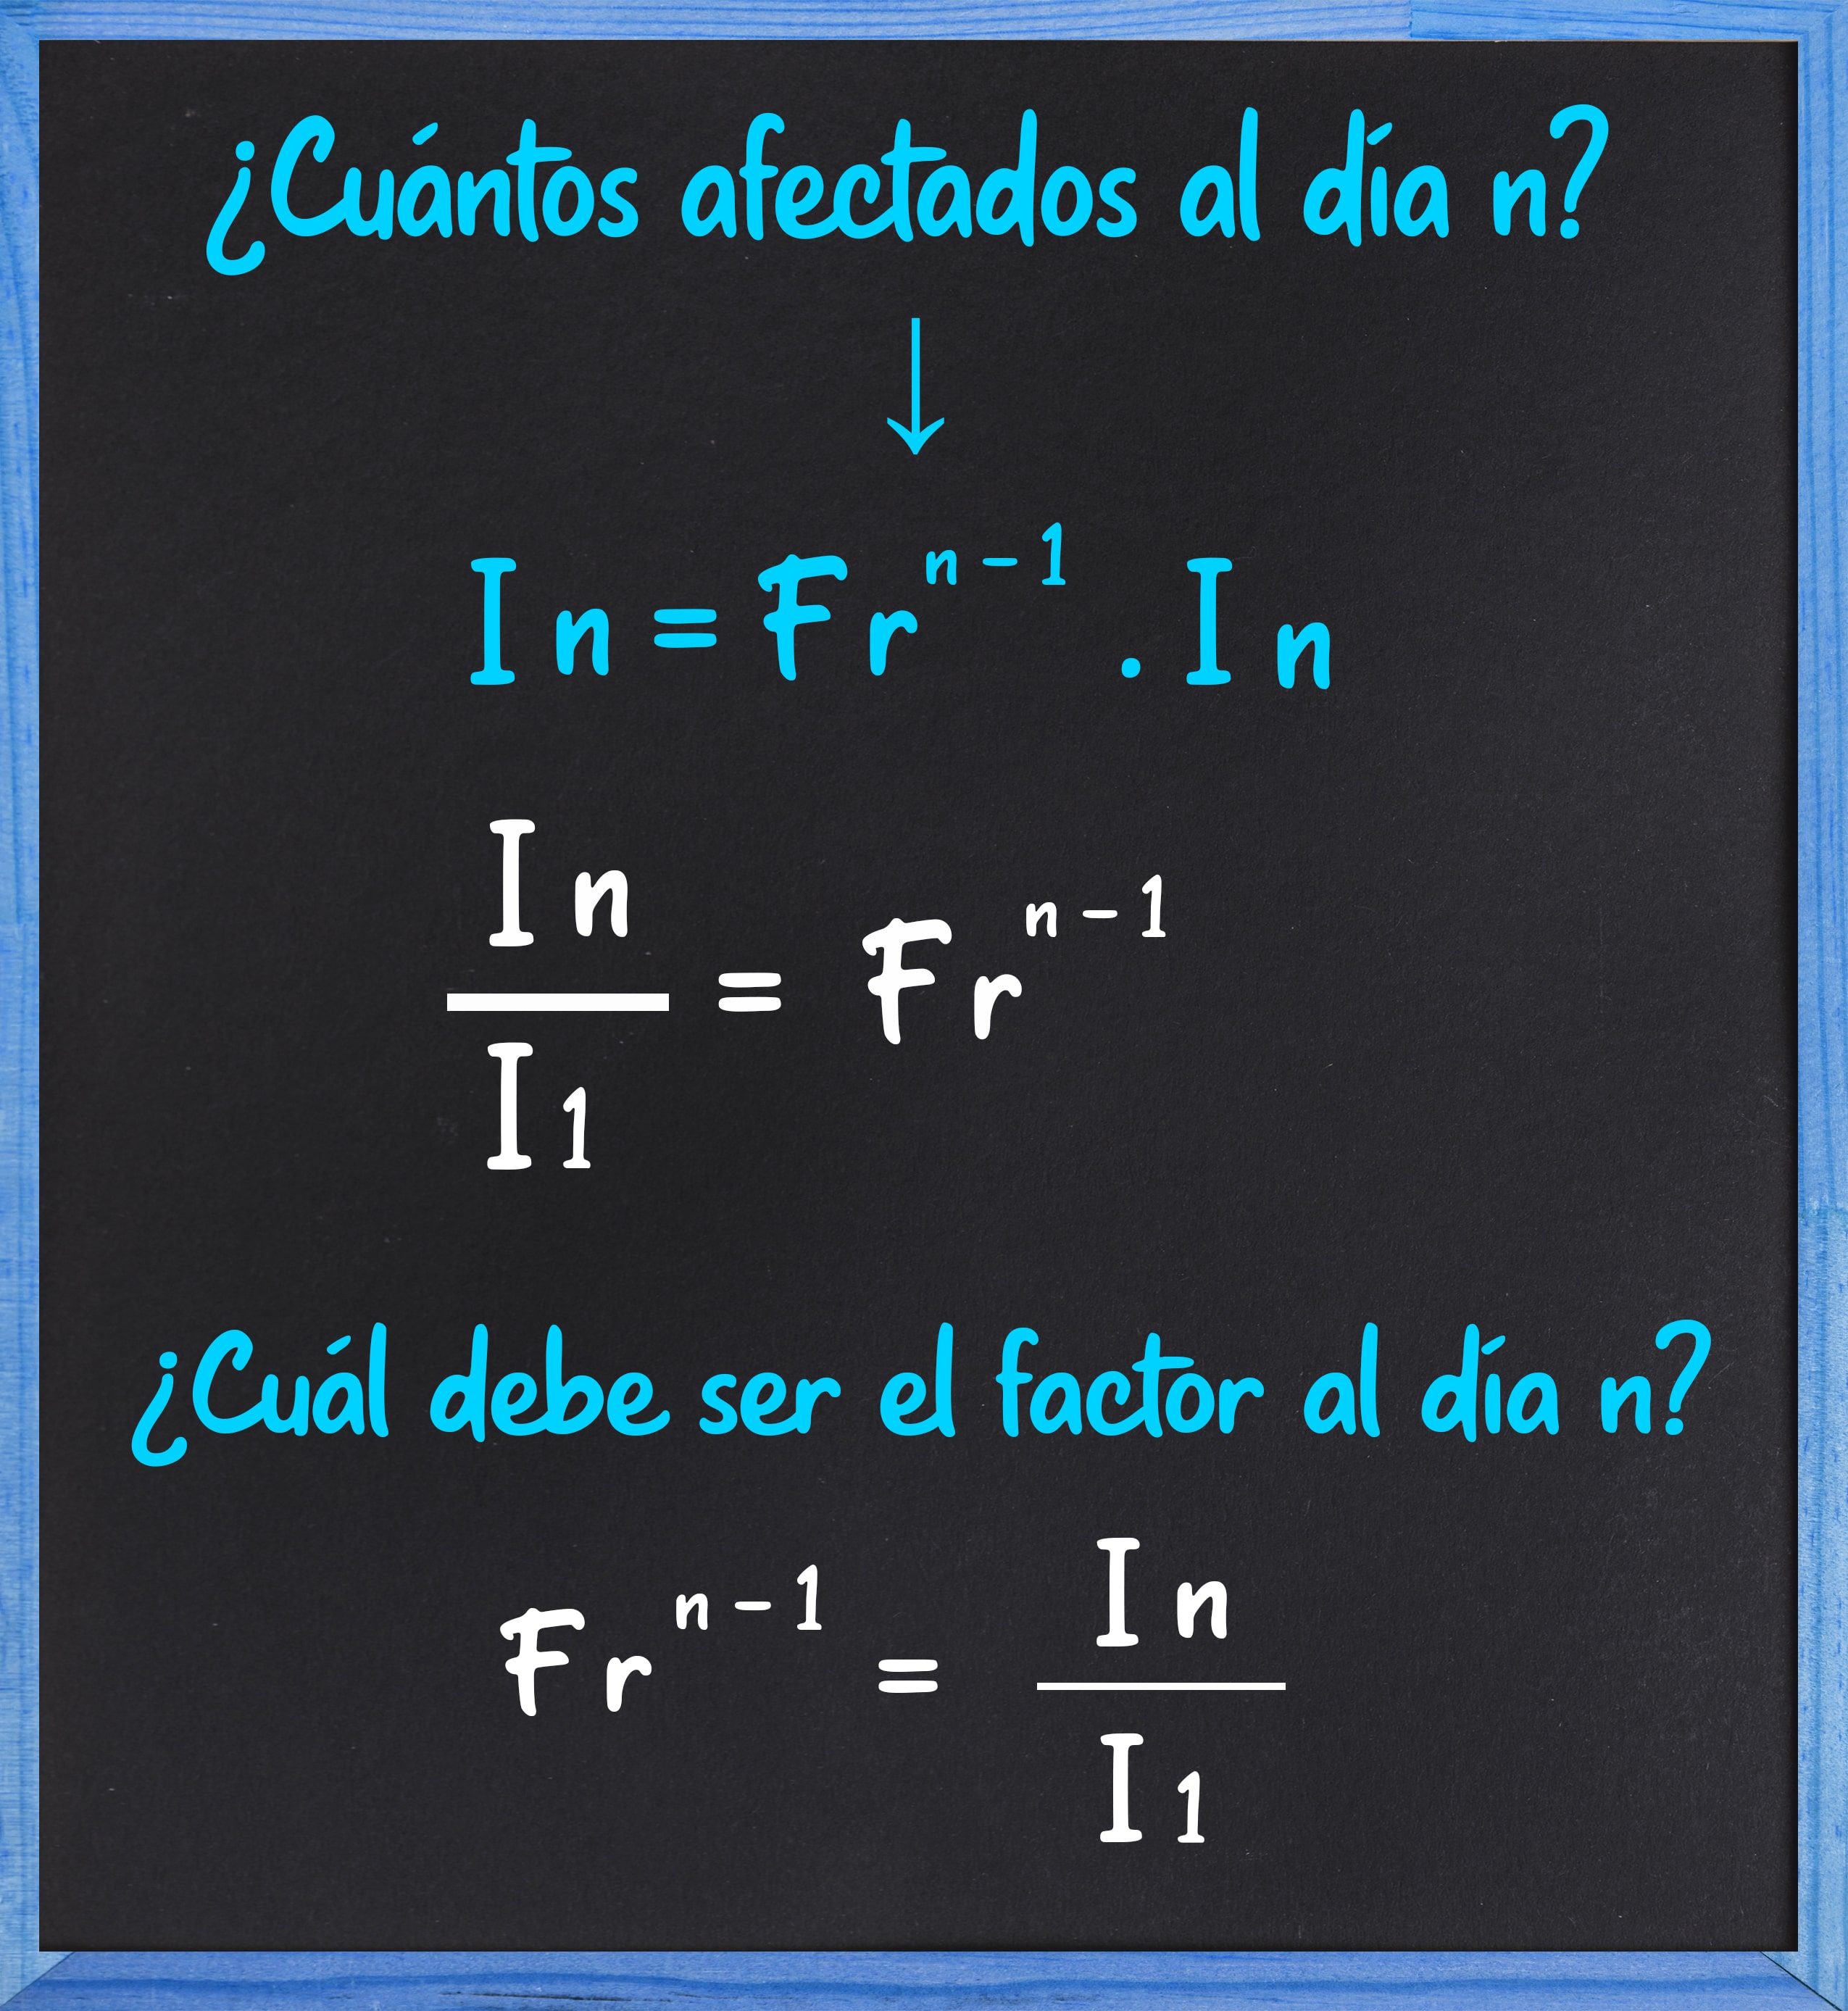 ¿Cuántos afectados al día n?
↓
In = Fr^{n-1} . In
In
I1
= Fr^{n-1}
¿Cuál debe ser el factor al día n?
Fr^{n-1} =
In
I1